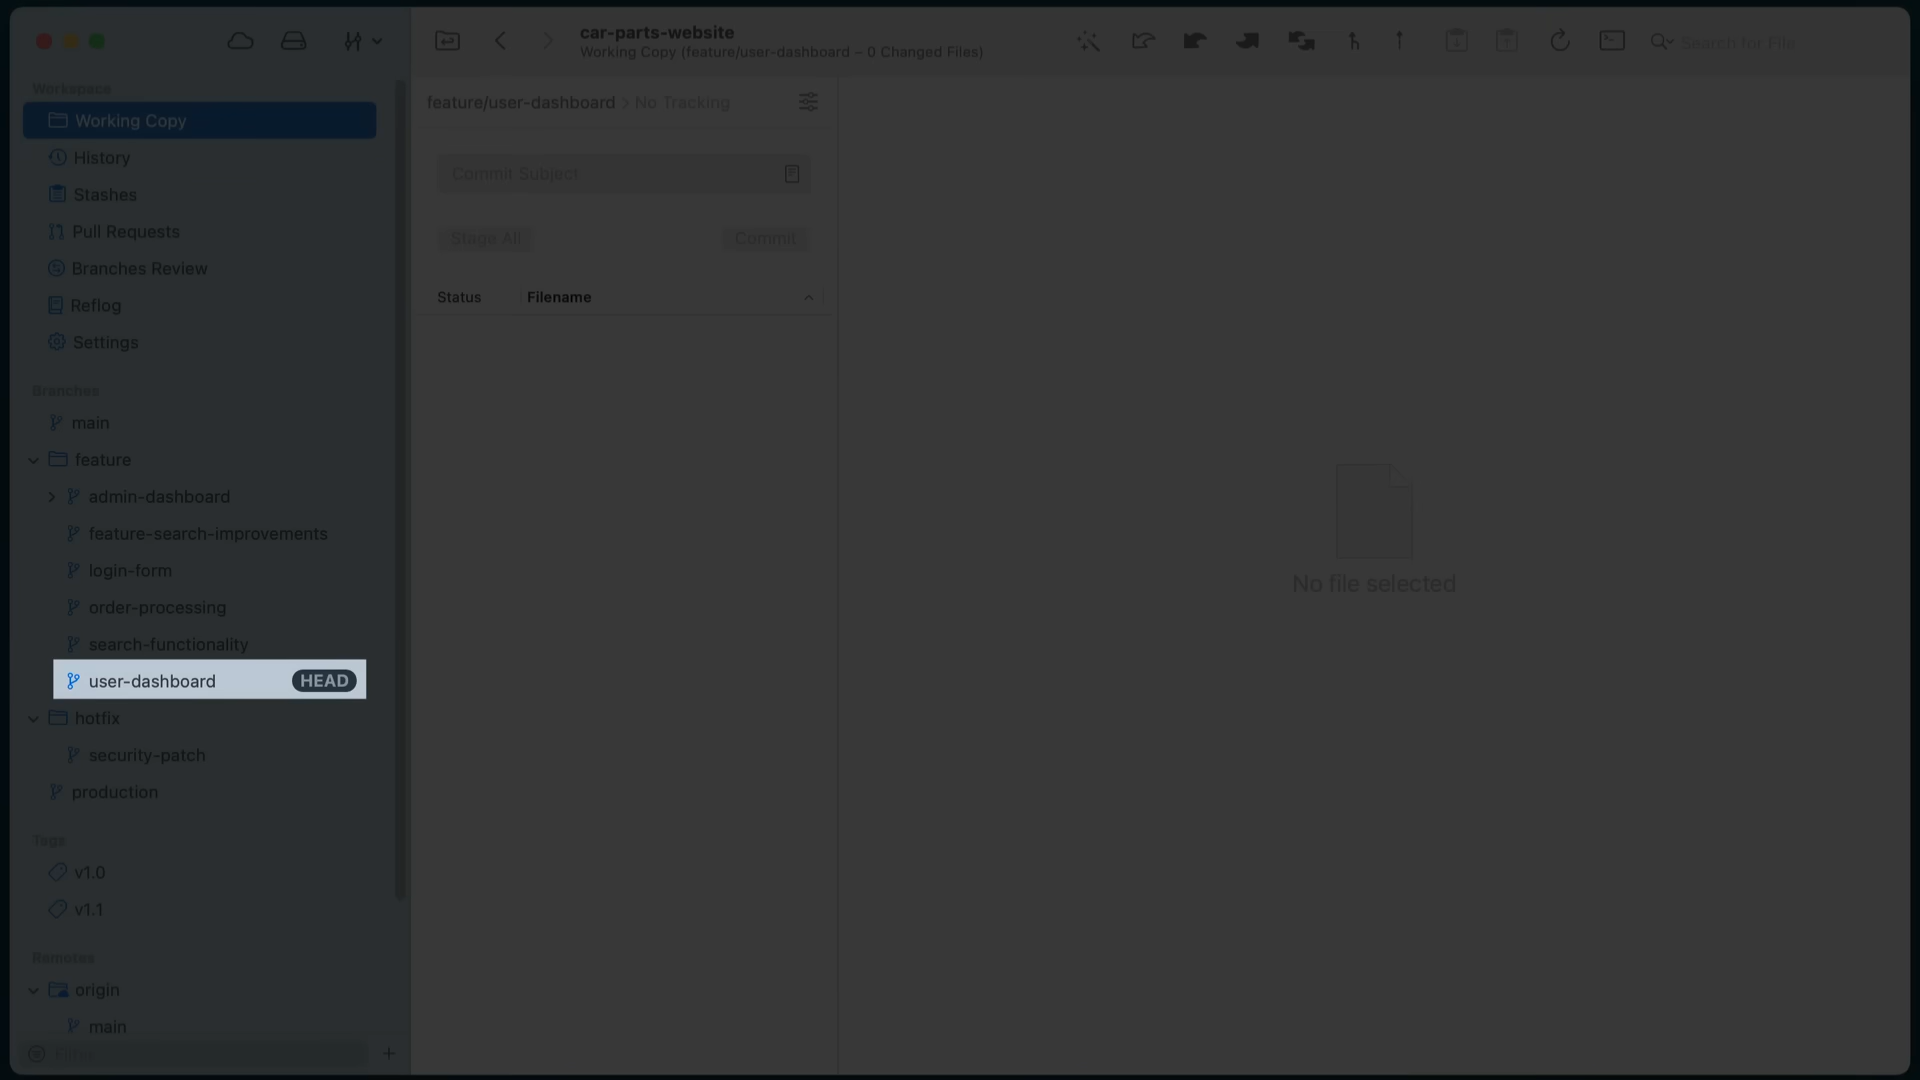 car-parts-website
Working Copy (feature/user-dashboard – 0 Changed Files)
Search for File
Workspace
Working Copy
History
Stashes
Pull Requests
Branches Review
Reflog
Settings
Branches
main
feature
admin-dashboard
feature-search-improvements
login-form
order-processing
search-functionality
user-dashboard HEAD
hotfix
security-patch
production
Tags
v1.0
v1.1
Remotes
origin
main
Filter
feature/user-dashboard > No Tracking
Commit Subject
Stage All Commit
Status Filename
No file selected